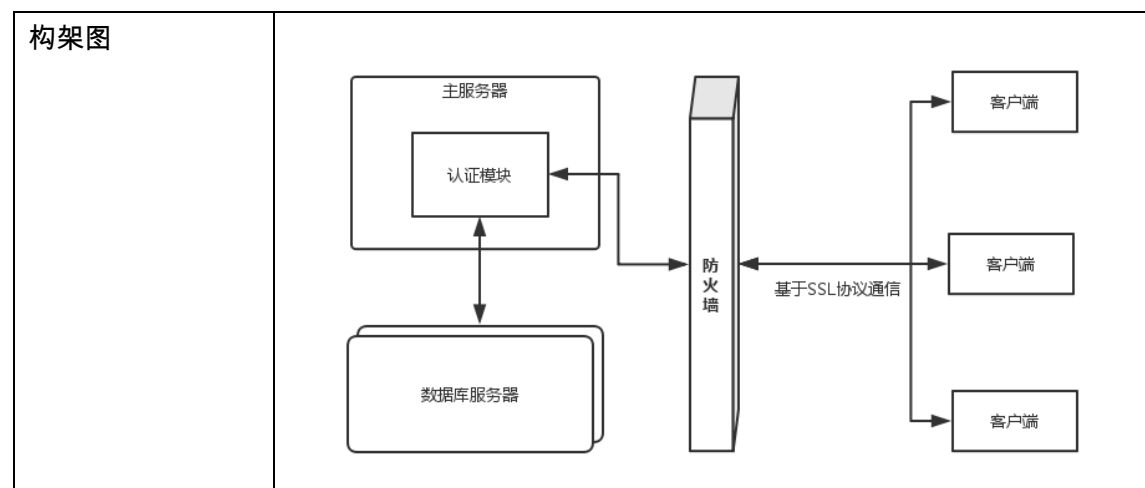 构架图
主服务器
认证模块
数据库服务器
防
火
墙
基于SSL协议通信
客户端
客户端
客户端